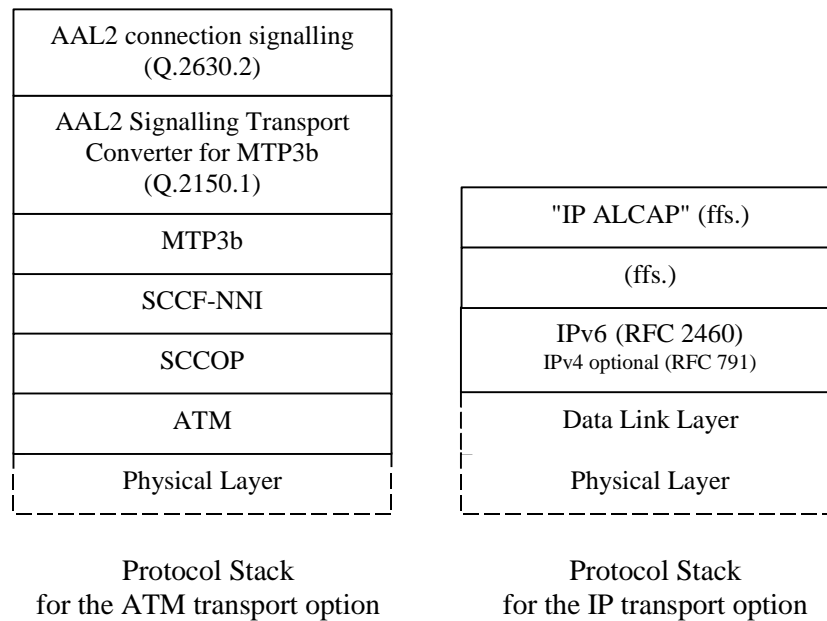 AAL2 connection signalling
(Q.2630.2)
AAL2 Signalling Transport
Converter for MTP3b
(Q.2150.1)
MTP3b
SCCF-NNI
SCCOP
ATM
Physical Layer
Protocol Stack
for the ATM transport option
"IP ALCAP" (ffs.)
(ffs.)
IPv6 (RFC 2460)
IPv4 optional (RFC 791)
Data Link Layer
Physical Layer
Protocol Stack
for the IP transport option